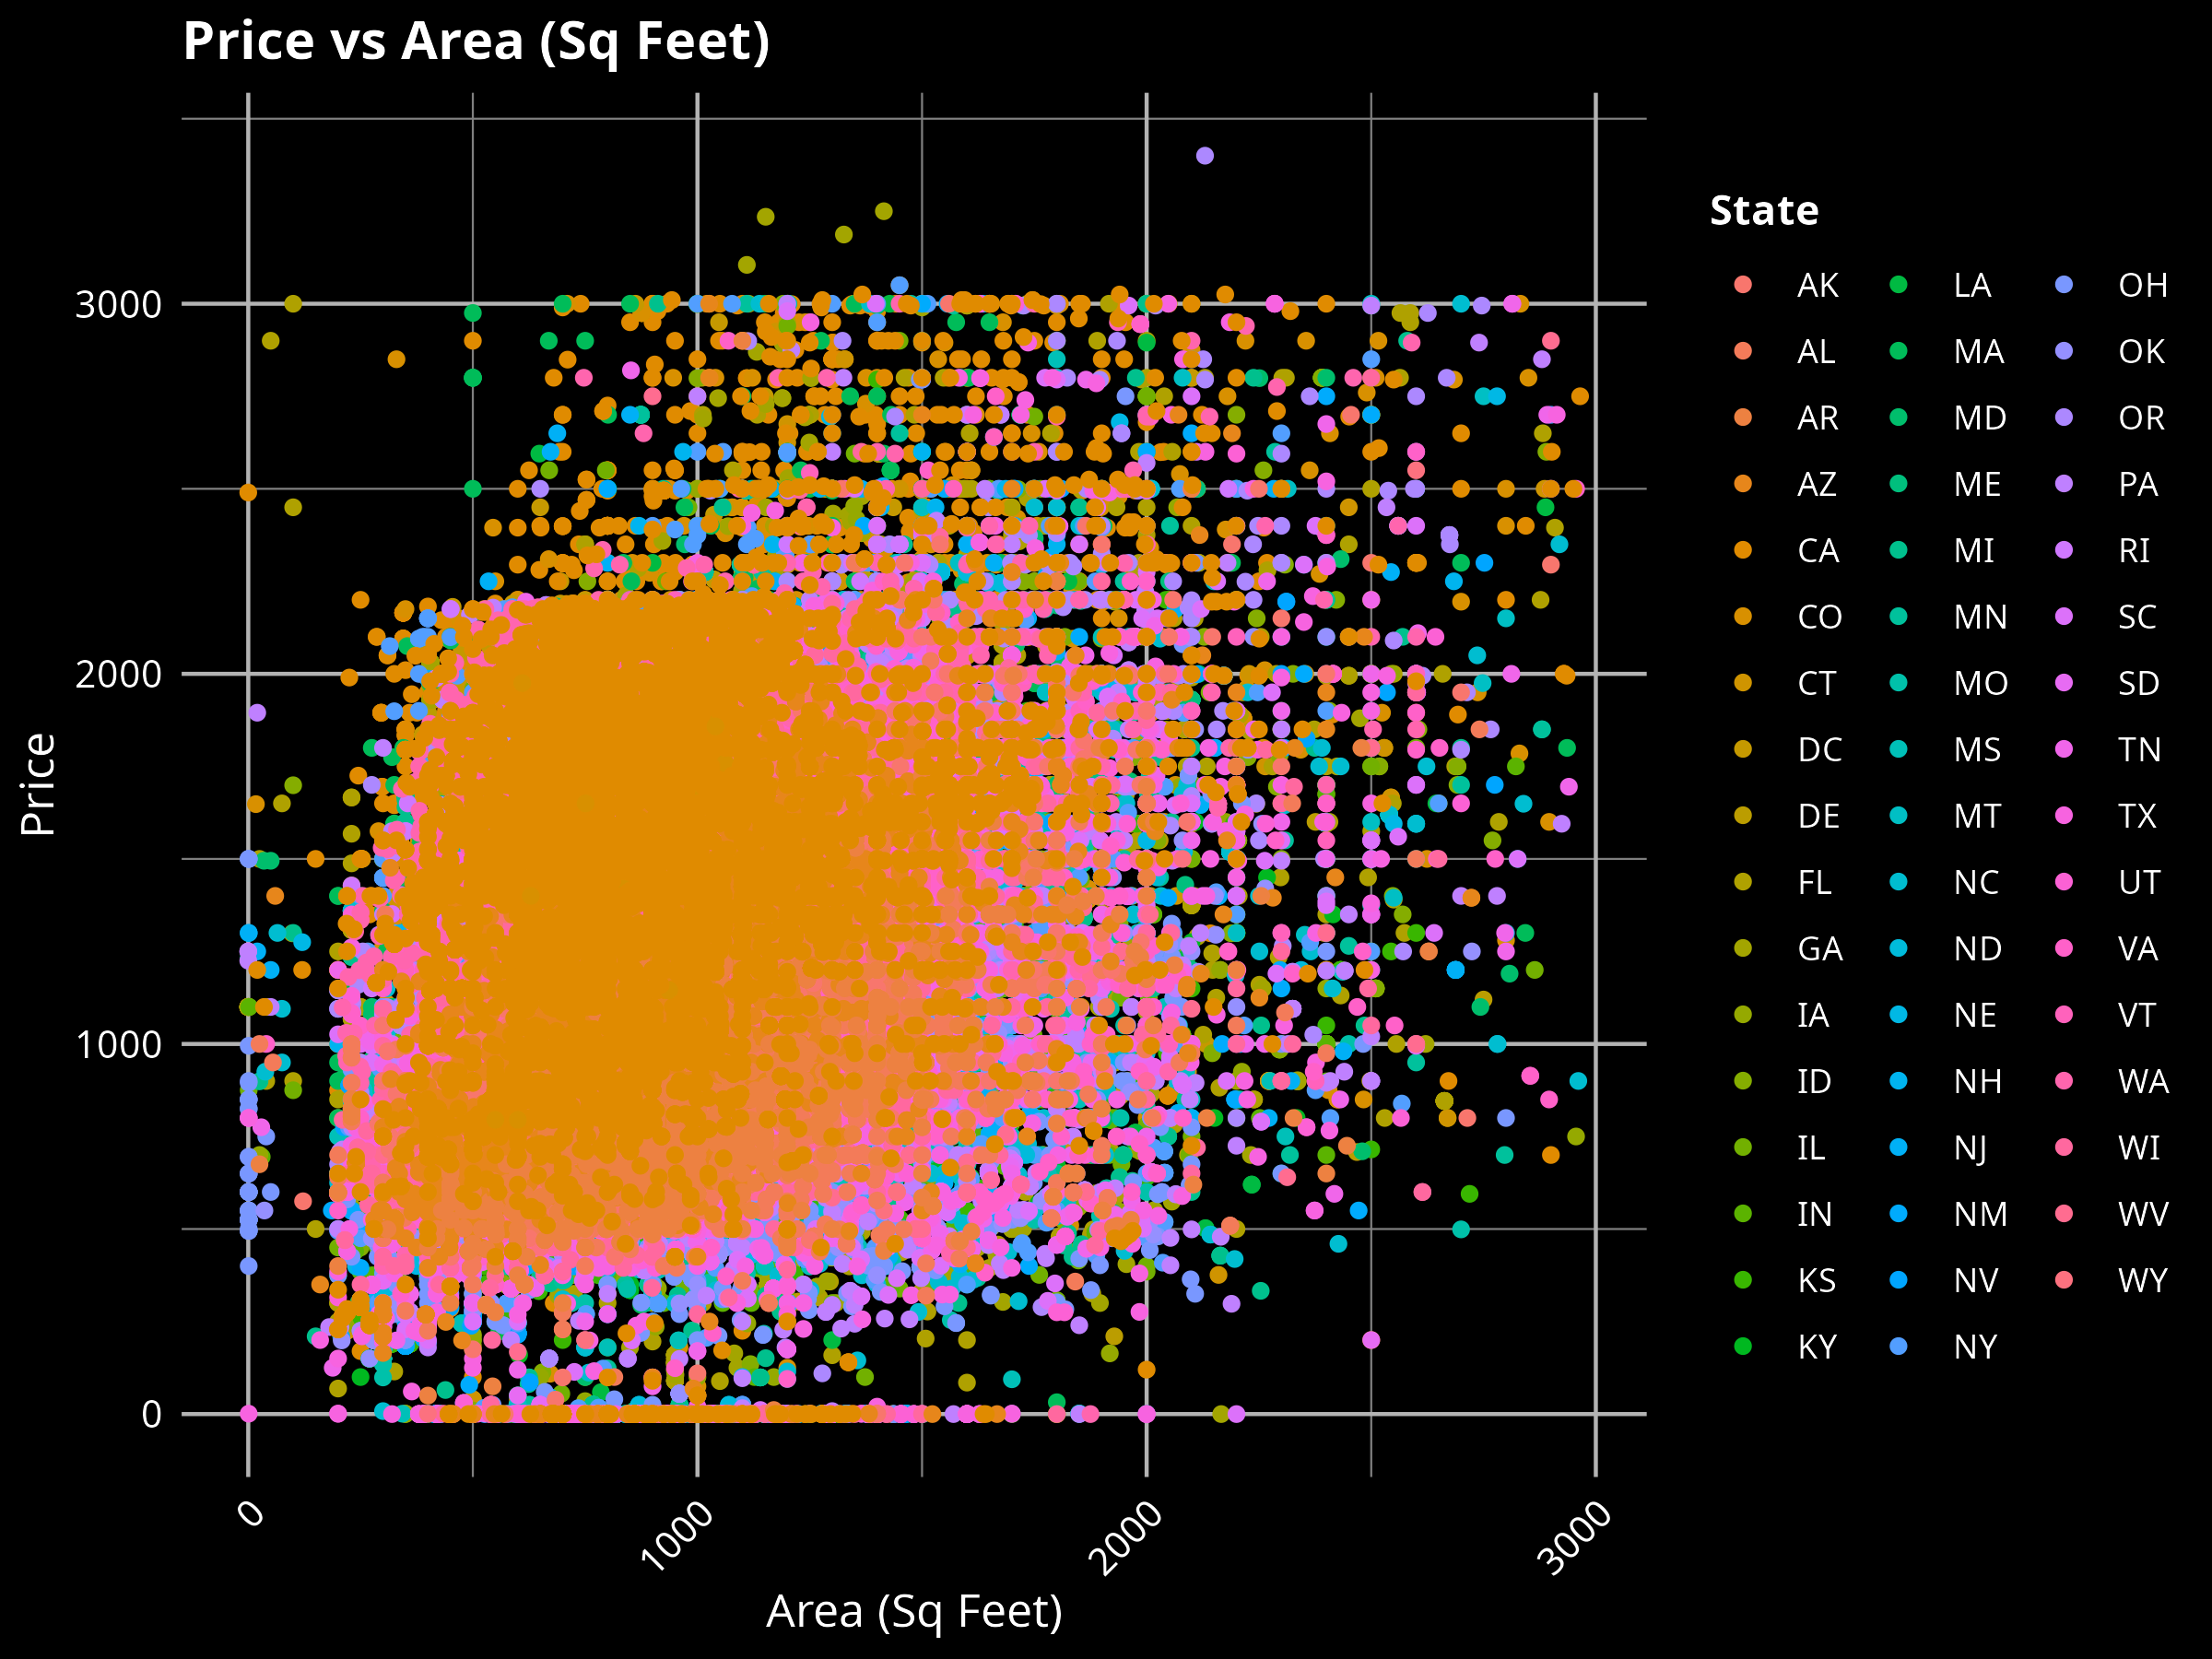 Price vs Area (Sq Feet)
Price
3000
2000
1000
0
0
1000
2000
3000
Area (Sq Feet)
State
AK
AL
AR
AZ
CA
CO
CT
DC
DE
FL
GA
IA
ID
IL
IN
KS
KY
LA
MA
MD
ME
MI
MN
MO
MS
MT
NC
ND
NE
NH
NJ
NM
NV
NY
OH
OK
OR
PA
RI
SC
SD
TN
TX
UT
VA
VT
WA
WI
WV
WY